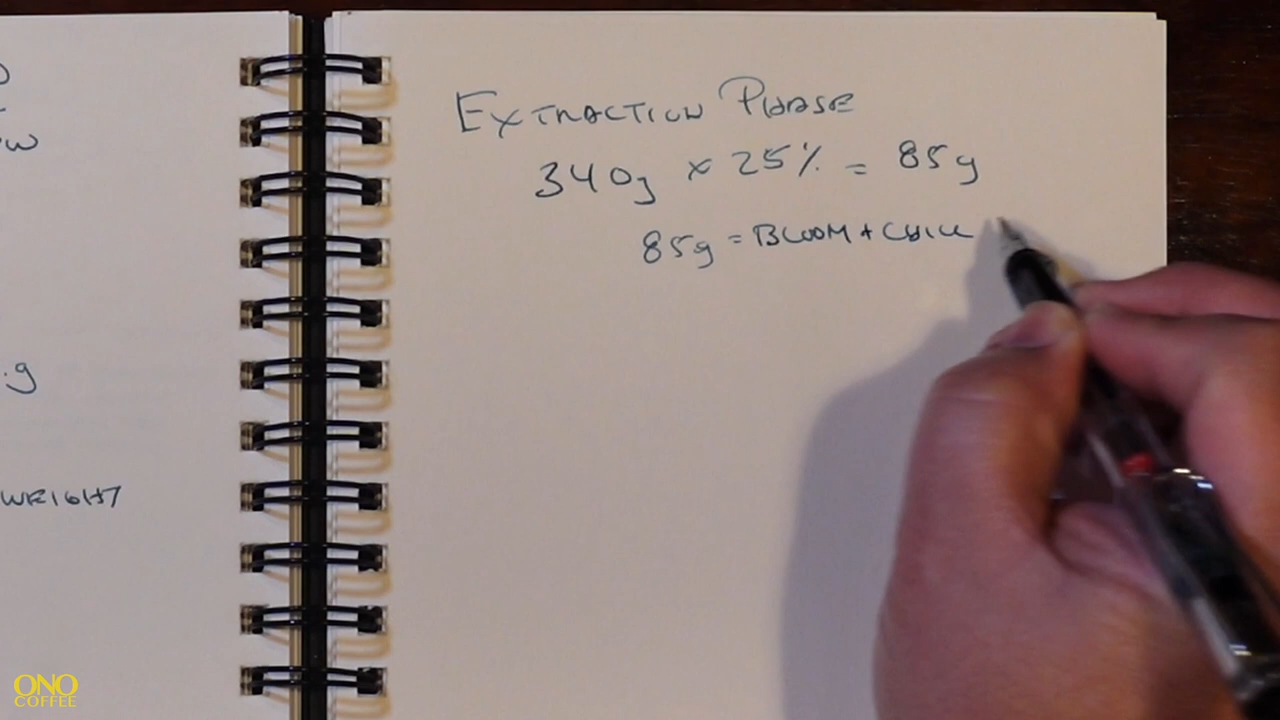 .g
WEIGHT
EXTRACTION PHASE
340g x 25% = 85g
85g = BLOOM + CHILL
ONO
COFFEE